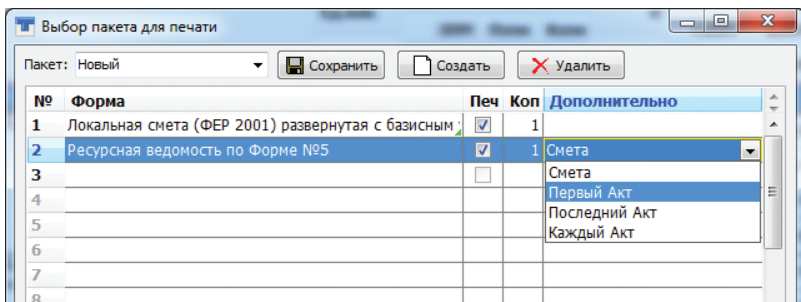 Выбор пакета для печати
Пакет: Новый Сохранить Создать Удалить
№ Форма Печ Коп Дополнительно
1 Локальная смета (ФЕР 2001) развернутая с базисным 1
2 Ресурсная ведомость по Форме №5 1 Смета
3 Смета
4 Первый Акт
5 Последний Акт
Каждый Акт
6
7
8